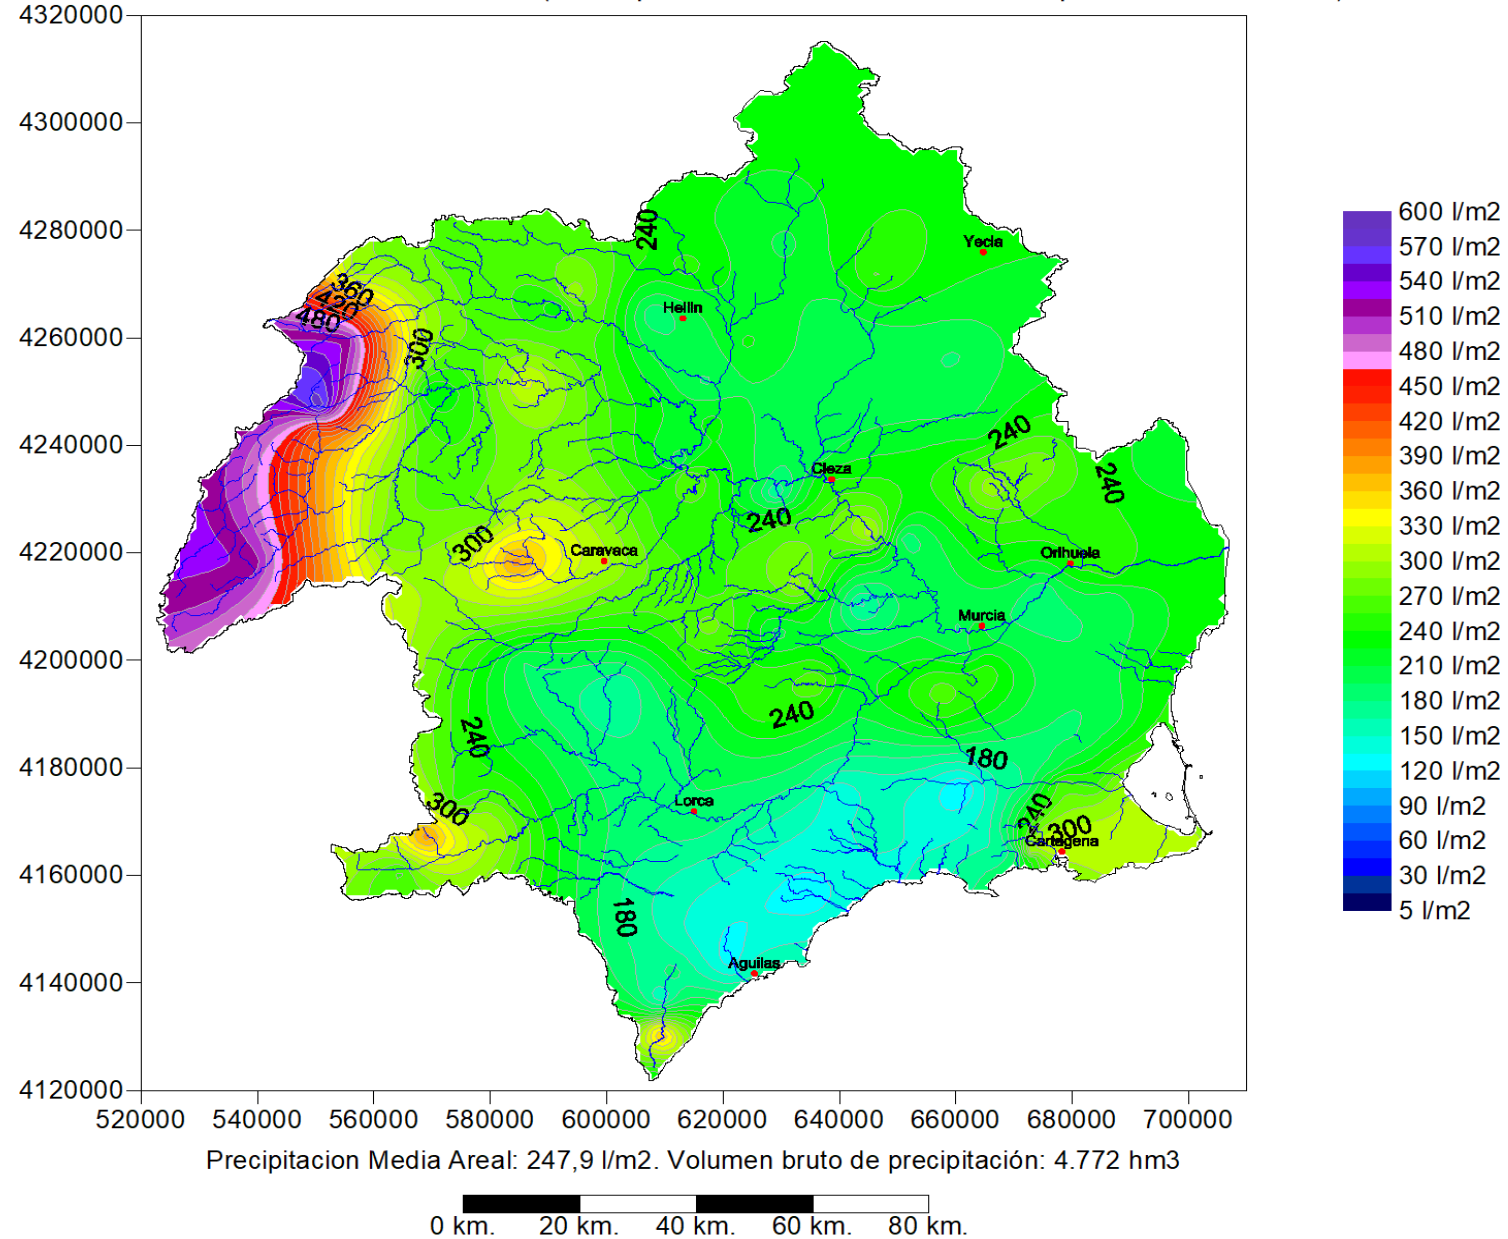 4320000
4300000
4280000
4260000
4240000
4220000
4200000
4180000
4160000
4140000
4120000
520000 540000 560000 580000 600000 620000 640000 660000 680000 700000
240
Yecla
360
420
480
Hellin
300
240
240
Cieza
240
300
Caravaca
Orihuela
Murcia
240
240
180
300
Lorca
240
300
Cartagena
180
Aguilas
600 l/m2
570 l/m2
540 l/m2
510 l/m2
480 l/m2
450 l/m2
420 l/m2
390 l/m2
360 l/m2
330 l/m2
300 l/m2
270 l/m2
240 l/m2
210 l/m2
180 l/m2
150 l/m2
120 l/m2
90 l/m2
60 l/m2
30 l/m2
5 l/m2
Precipitacion Media Areal: 247,9 l/m2. Volumen bruto de precipitación: 4.772 hm3
0 km. 20 km. 40 km. 60 km. 80 km.